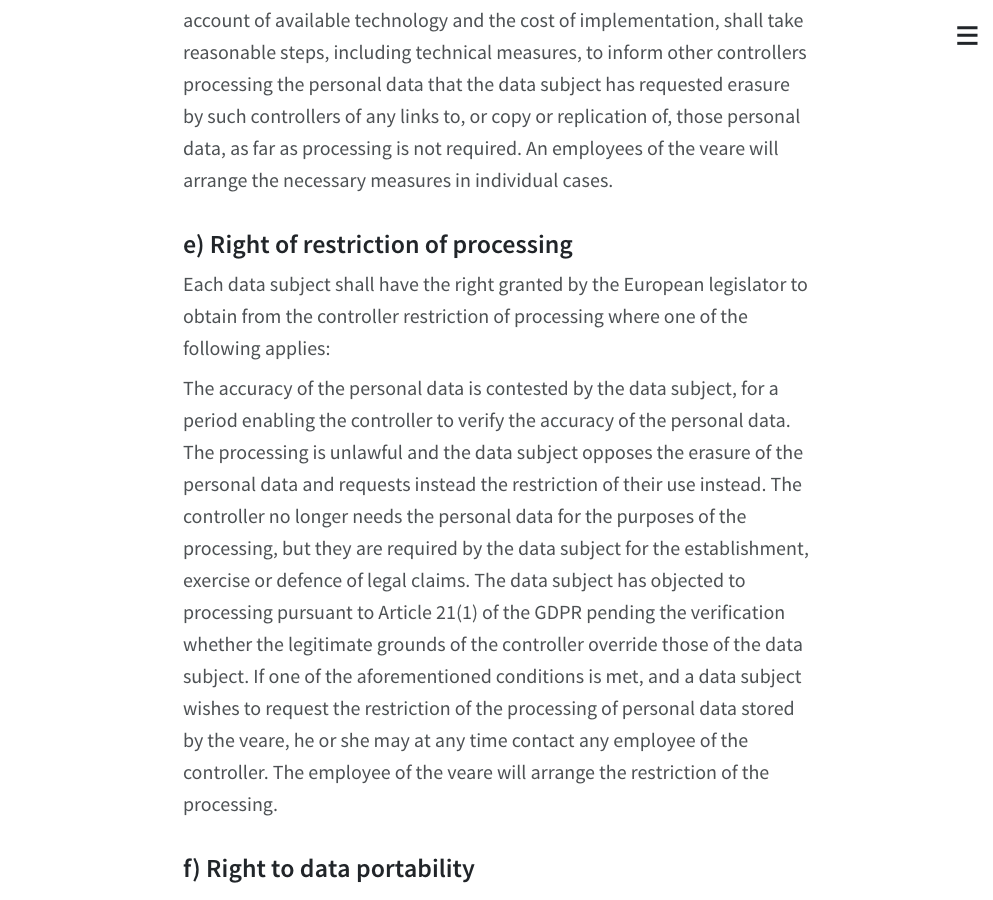 account of available technology and the cost of implementation, shall take
reasonable steps, including technical measures, to inform other controllers
processing the personal data that the data subject has requested erasure
by such controllers of any links to, or copy or replication of, those personal
data, as far as processing is not required. An employees of the veare will
arrange the necessary measures in individual cases.
e) Right of restriction of processing
Each data subject shall have the right granted by the European legislator to
obtain from the controller restriction of processing where one of the
following applies:
The accuracy of the personal data is contested by the data subject, for a
period enabling the controller to verify the accuracy of the personal data.
The processing is unlawful and the data subject opposes the erasure of the
personal data and requests instead the restriction of their use instead. The
controller no longer needs the personal data for the purposes of the
processing, but they are required by the data subject for the establishment,
exercise or defence of legal claims. The data subject has objected to
processing pursuant to Article 21(1) of the GDPR pending the verification
whether the legitimate grounds of the controller override those of the data
subject. If one of the aforementioned conditions is met, and a data subject
wishes to request the restriction of the processing of personal data stored
by the veare, he or she may at any time contact any employee of the
controller. The employee of the veare will arrange the restriction of the
processing.
f) Right to data portability